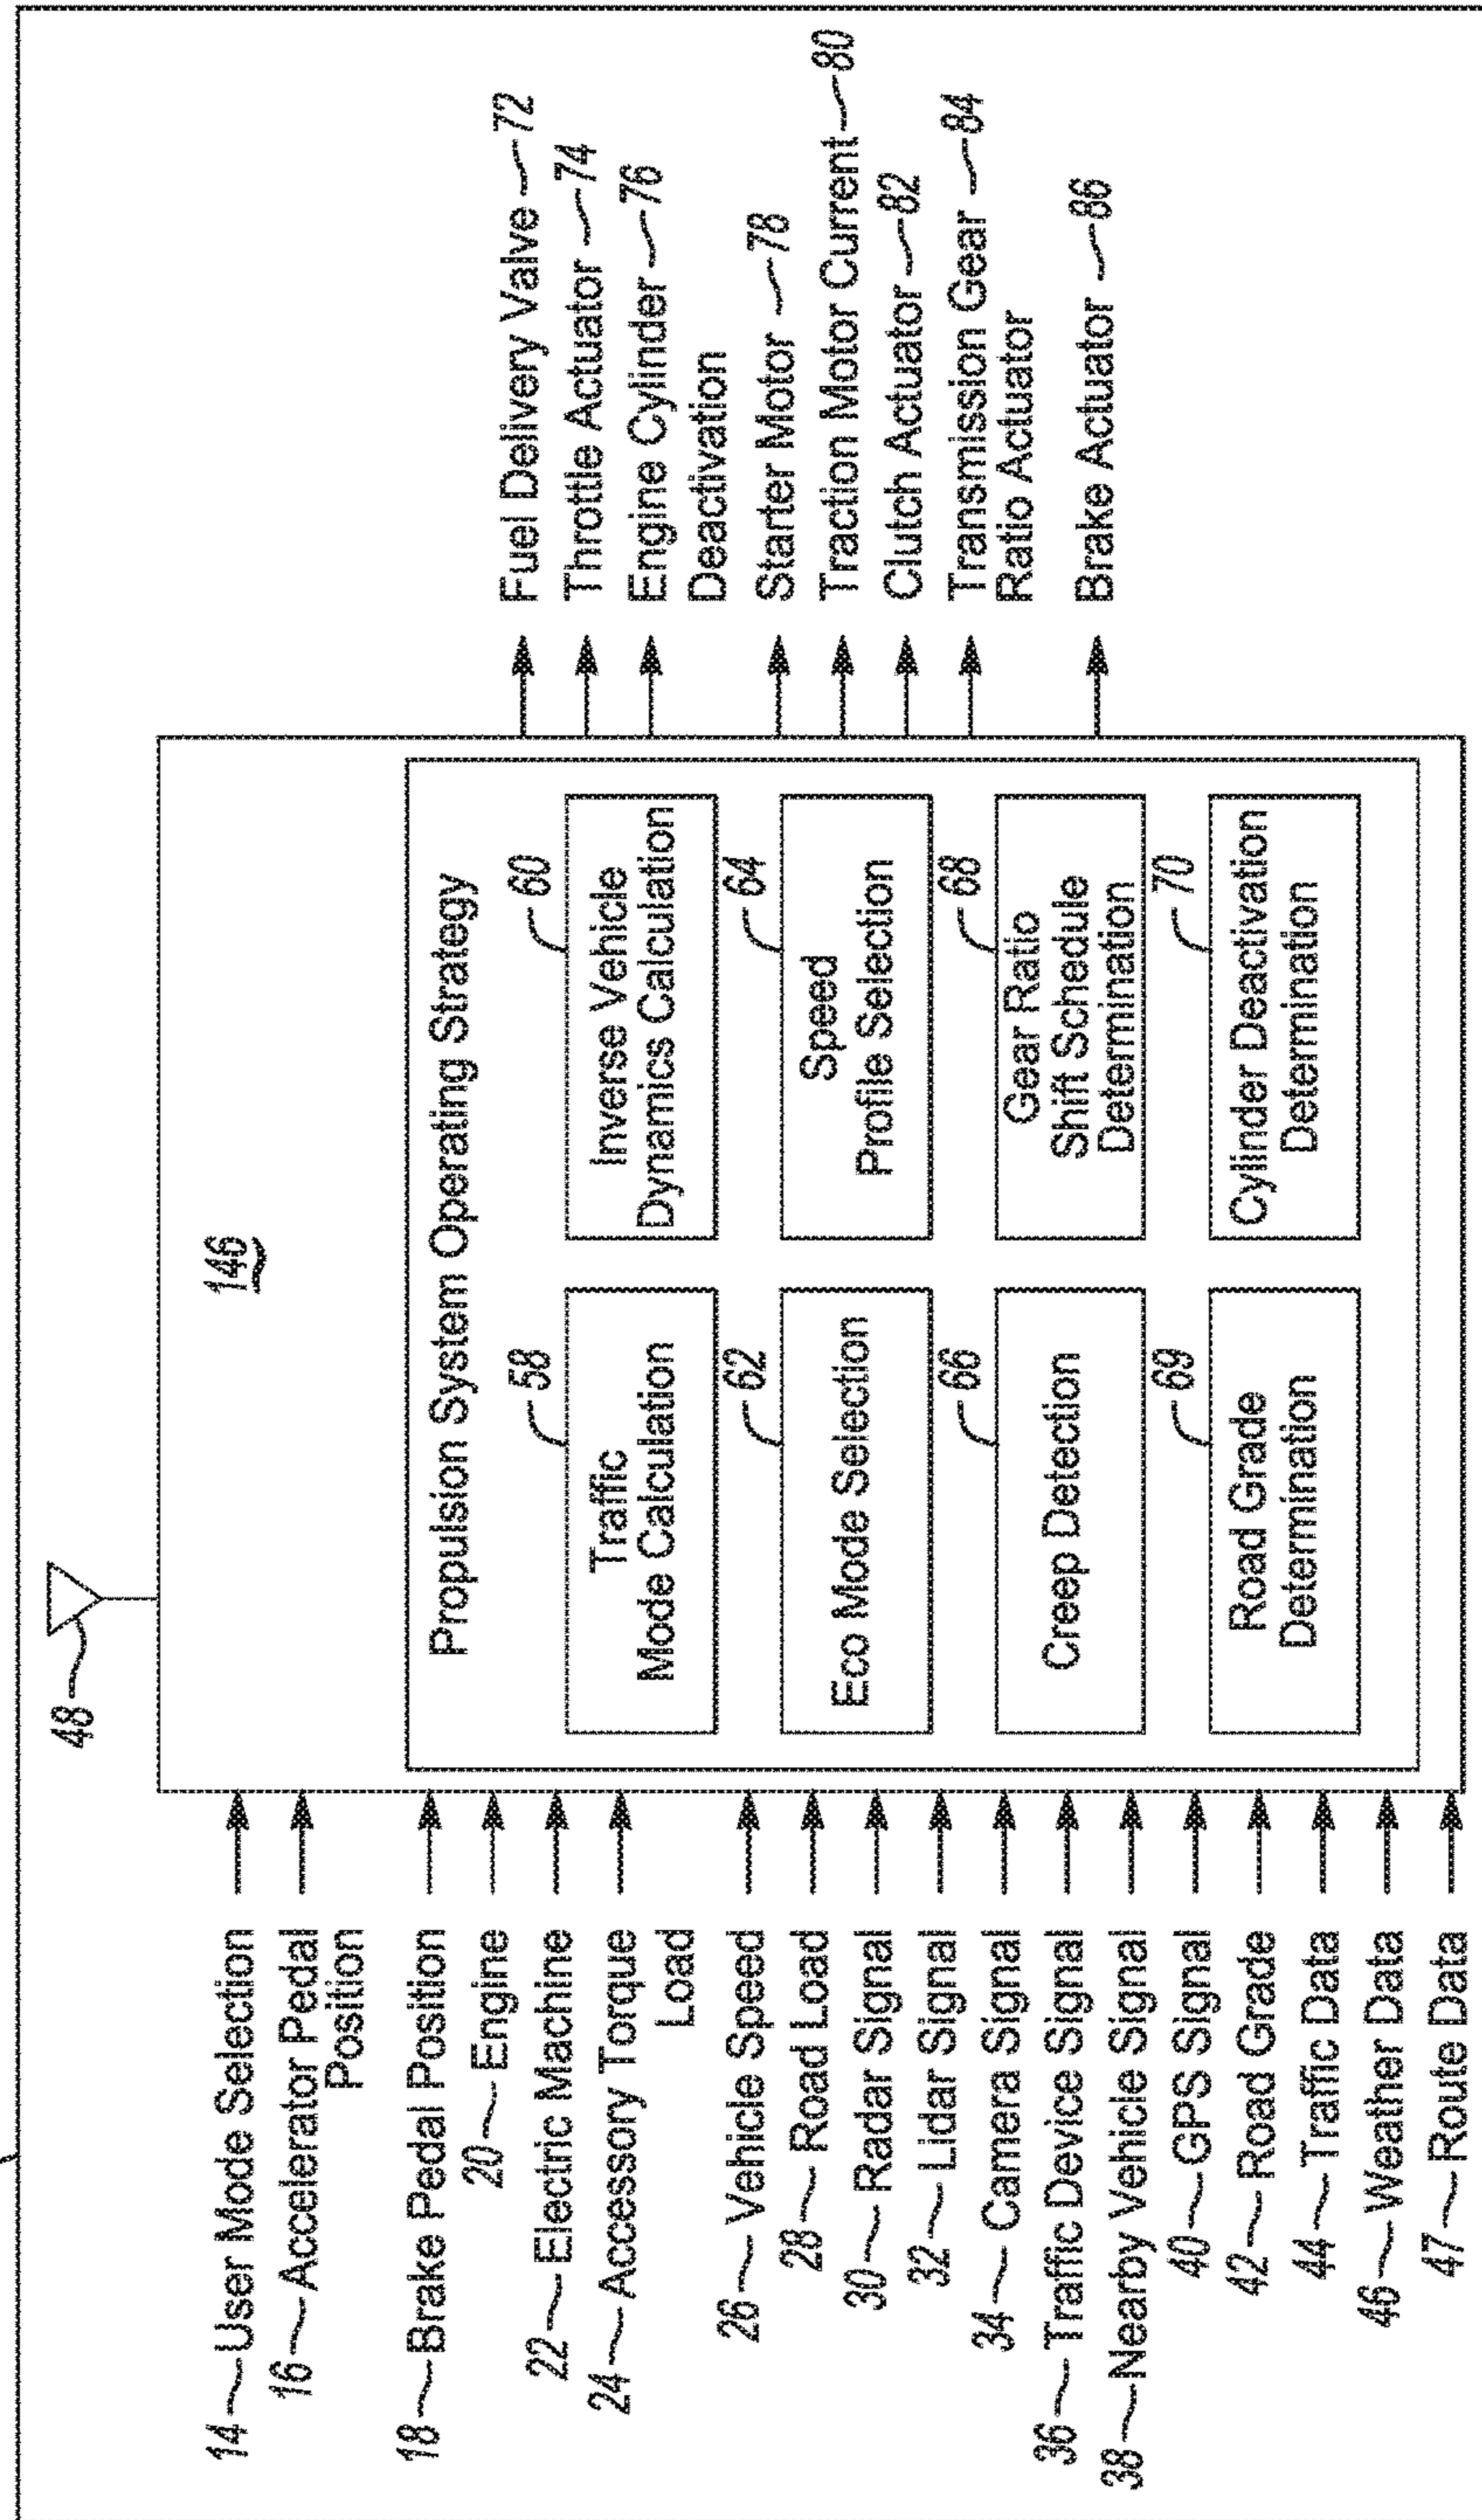 48
146
14 User Mode Selection
16 Accelerator Pedal
Position
18 Brake Pedal Position
20 Engine
22 Electric Machine
24 Accessory Torque
Load
26 Vehicle Speed
28 Road Load
30 Radar Signal
32 Lidar Signal
34 Camera Signal
36 Traffic Device Signal
38 Nearby Vehicle Signal
40 GPS Signal
42 Road Grade
44 Traffic Data
46 Weather Data
47 Route Data
Propulsion System Operating Strategy
58
Traffic
Mode Calculation
60
Inverse Vehicle
Dynamics Calculation
62
Eco Mode Selection
64
Speed
Profile Selection
66
Creep Detection
68
Gear Ratio
Shift Schedule
Determination
69
Road Grade
Determination
70
Cylinder Deactivation
Determination
Fuel Delivery Valve 72
Throttle Actuator 74
Engine Cylinder 76
Deactivation
Starter Motor 78
Traction Motor Current 80
Clutch Actuator 82
Transmission Gear 84
Ratio Actuator
Brake Actuator 86